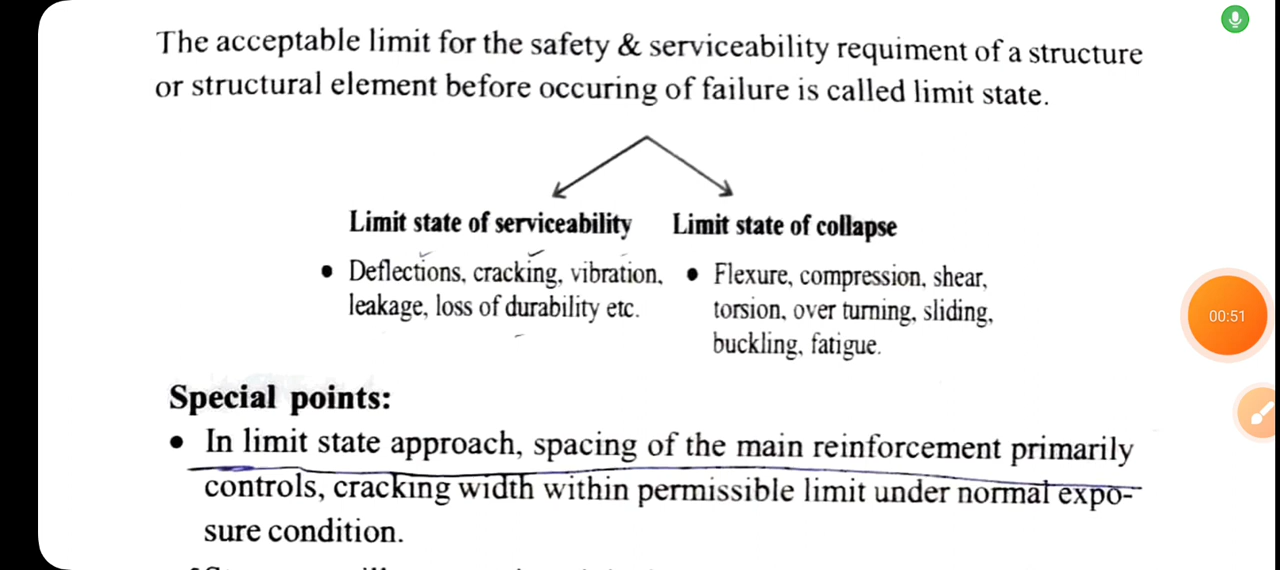 The acceptable limit for the safety & serviceability requiment of a structure
or structural element before occuring of failure is called limit state.
Limit state of serviceability
• Deflections, cracking, vibration,
leakage, loss of durability etc.
Limit state of collapse
• Flexure, compression, shear,
torsion, over turning, sliding,
buckling, fatigue.
00:51
Special points:
• In limit state approach, spacing of the main reinforcement primarily
controls, cracking width within permissible limit under normal expo-
sure condition.